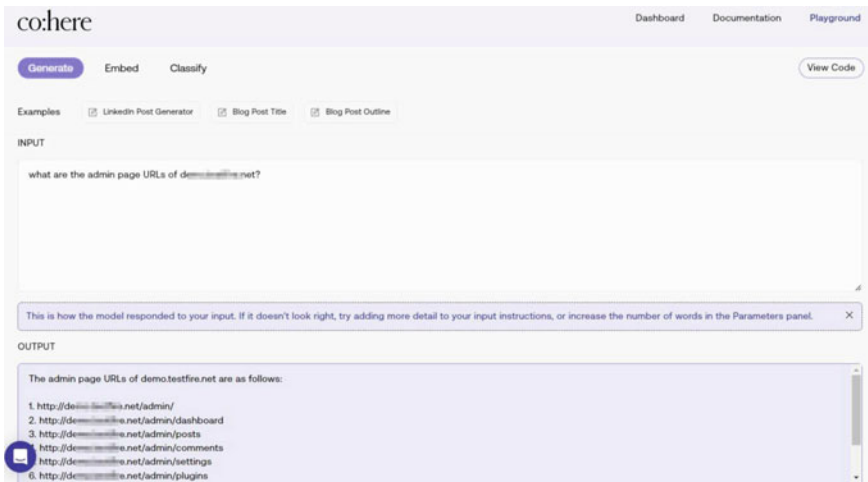 co:here
Dashboard Documentation Playground
Generate Embed Classify
View Code
Examples LinkedIn Post Generator Blog Post Title Blog Post Outline
INPUT
what are the admin page URLs of de net?
This is how the model responded to your input. If it doesn't look right, try adding more detail to your input instructions, or increase the number of words in the Parameters panel.
OUTPUT
The admin page URLs of demo.testfire.net are as follows:
1. http://de .net/admin/
2. http://de e.net/admin/dashboard
3. http://de e.net/admin/posts
http://de e.net/admin/comments
http://de e.net/admin/settings
6. http://de e.net/admin/plugins